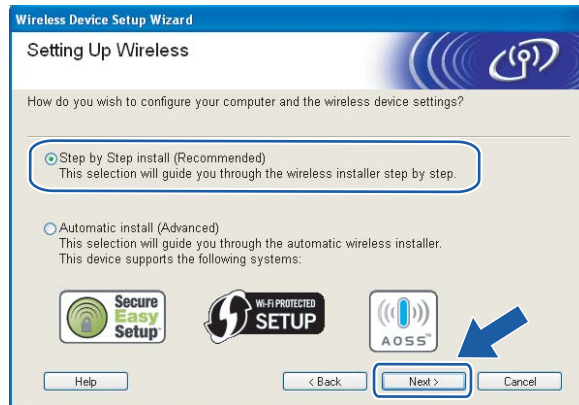 Wireless Device Setup Wizard
Setting Up Wireless
How do you wish to configure your computer and the wireless device settings?
Step by Step install (Recommended)
This selection will guide you through the wireless installer step by step.
Automatic install (Advanced)
This selection will guide you through the automatic wireless installer.
This device supports the following systems:
Secure
Easy
Setup
Wi-Fi PROTECTED
SETUP
AOSS™
Help
< Back
Next >
Cancel